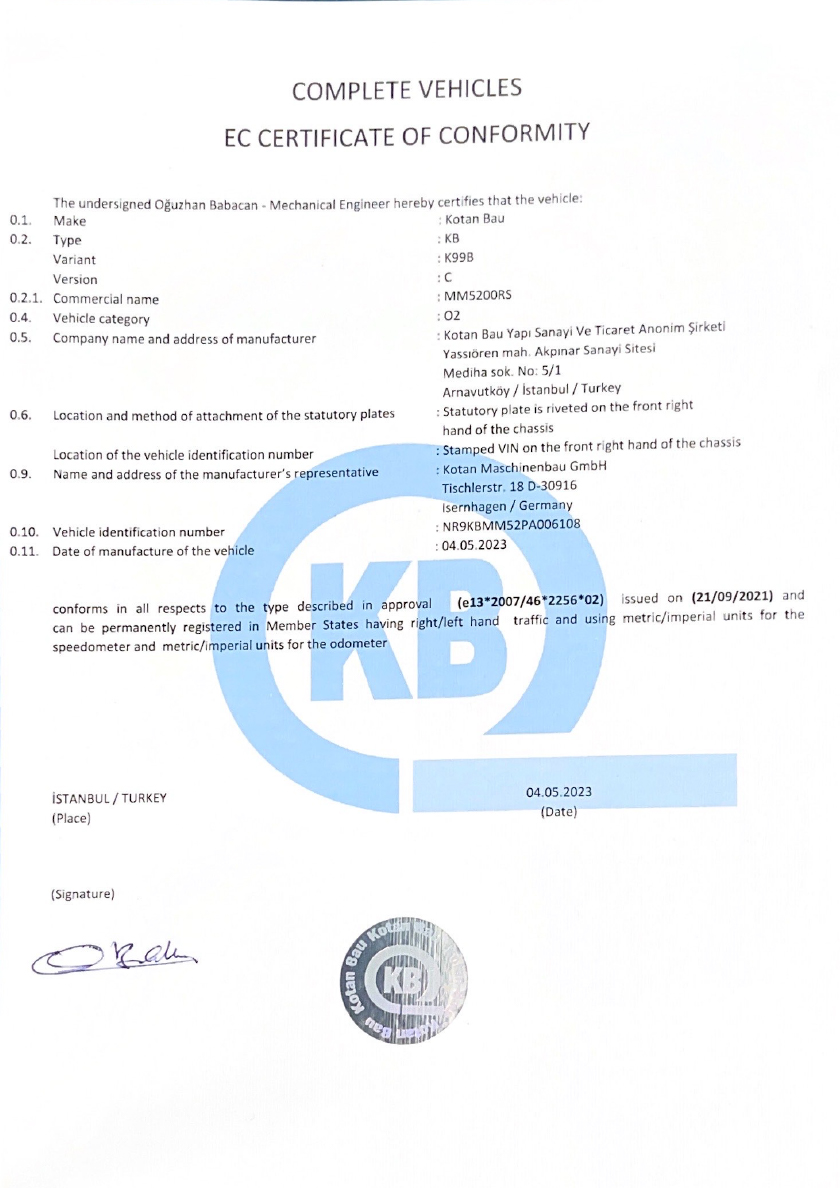 COMPLETE VEHICLES
EC CERTIFICATE OF CONFORMITY
The undersigned Oğuzhan Babacan - Mechanical Engineer hereby certifies that the vehicle:
0.1. Make : Kotan Bau
0.2. Type : KB
Variant : K99B
Version : C
0.2.1. Commercial name : MM5200RS
0.4. Vehicle category : O2
0.5. Company name and address of manufacturer : Kotan Bau Yapı Sanayi Ve Ticaret Anonim Şirketi
Yassıören mah. Akpınar Sanayi Sitesi
Mediha sok. No: 5/1
Arnavutköy / İstanbul / Turkey
0.6. Location and method of attachment of the statutory plates : Statutory plate is riveted on the front right
hand of the chassis
Location of the vehicle identification number : Stamped VIN on the front right hand of the chassis
0.9. Name and address of the manufacturer's representative : Kotan Maschinenbau GmbH
Tischlerstr. 18 D-30916
Isernhagen / Germany
0.10. Vehicle identification number : NR9KBMM52PA006108
0.11. Date of manufacture of the vehicle : 04.05.2023
conforms in all respects to the type described in approval (e13*2007/46*2256*02) issued on (21/09/2021) and
can be permanently registered in Member States having right/left hand traffic and using metric/imperial units for the
speedometer and metric/imperial units for the odometer
KB
İSTANBUL / TURKEY 04.05.2023
(Place) (Date)
(Signature)
Kotan Bau Kotan Bau
KB
Kotan Bau